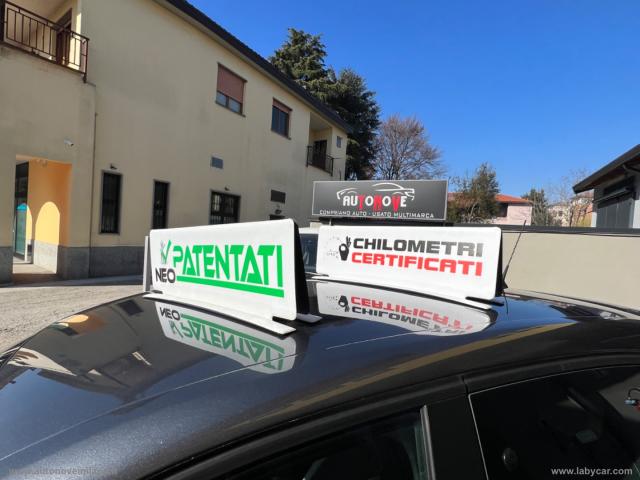 AUTONOVE
COMPRIAMO AUTO - USATO MULTIMARCA
NEO PATENTATI
CHILOMETRI
CERTIFICATI
www.labycar.com